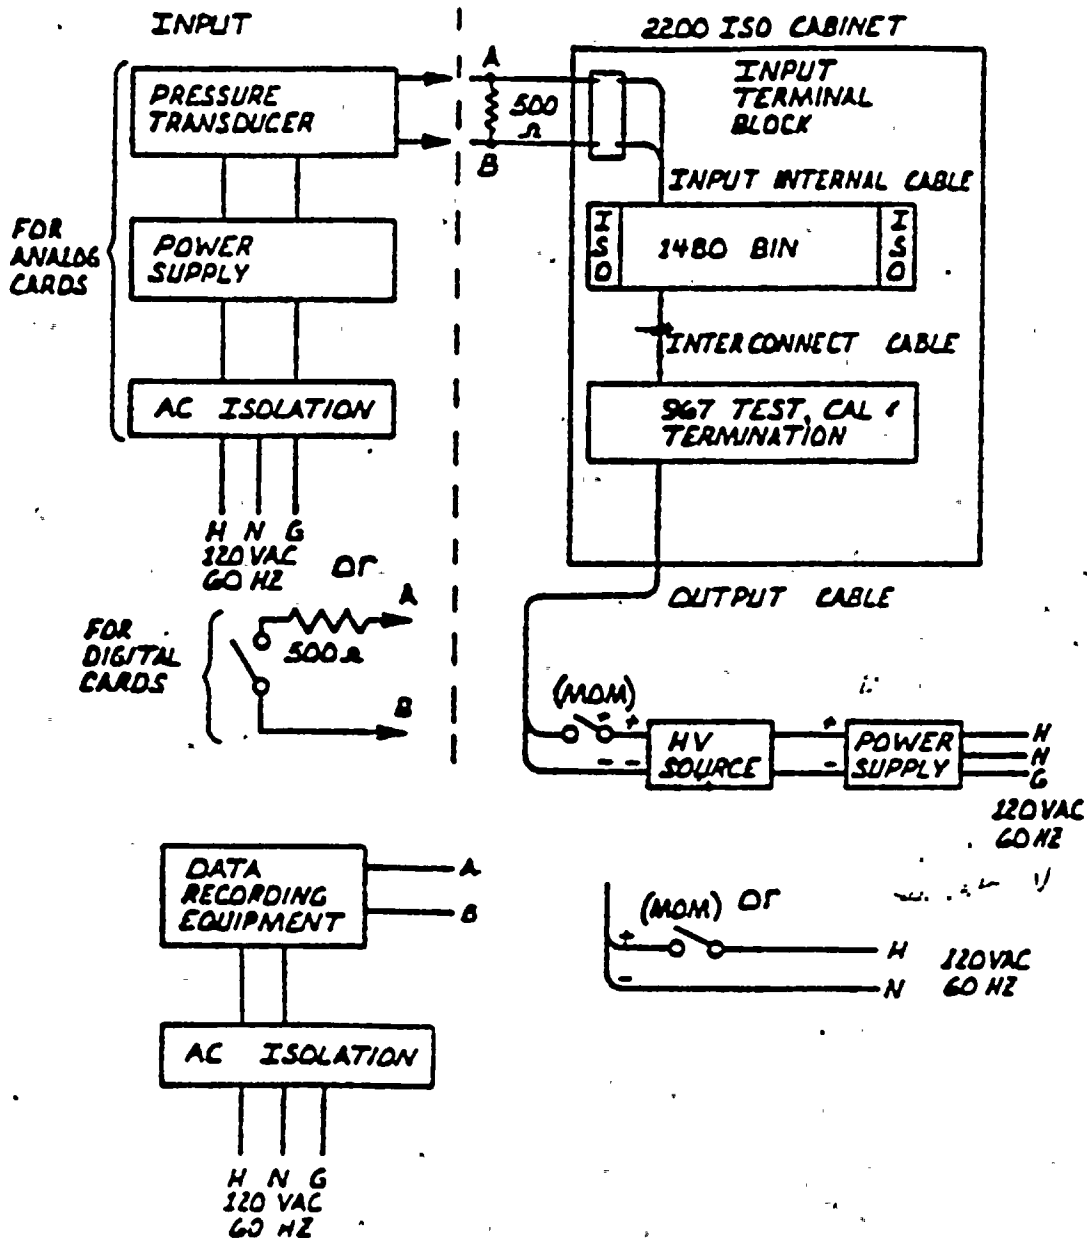 INPUT
2200 ISO CABINET
PRESSURE
TRANSDUCER
A
500
Ω
B
INPUT
TERMINAL
BLOCK
INPUT INTERNAL CABLE
FOR
ANALOG
CARDS
POWER
SUPPLY
ISO
1480 BIN
ISO
INTERCONNECT CABLE
AC ISOLATION
967 TEST, CAL &
TERMINATION
H N G
120 VAC
60 HZ
or
OUTPUT CABLE
FOR
DIGITAL
CARDS
500Ω
A
B
(MOM)
+ +
- -
HV
SOURCE
+
-
POWER
SUPPLY
H
N
G
120 VAC
60 HZ
DATA
RECORDING
EQUIPMENT
A
B
(MOM) or
+
-
H
N
120 VAC
60 HZ
AC ISOLATION
H N G
120 VAC
60 HZ